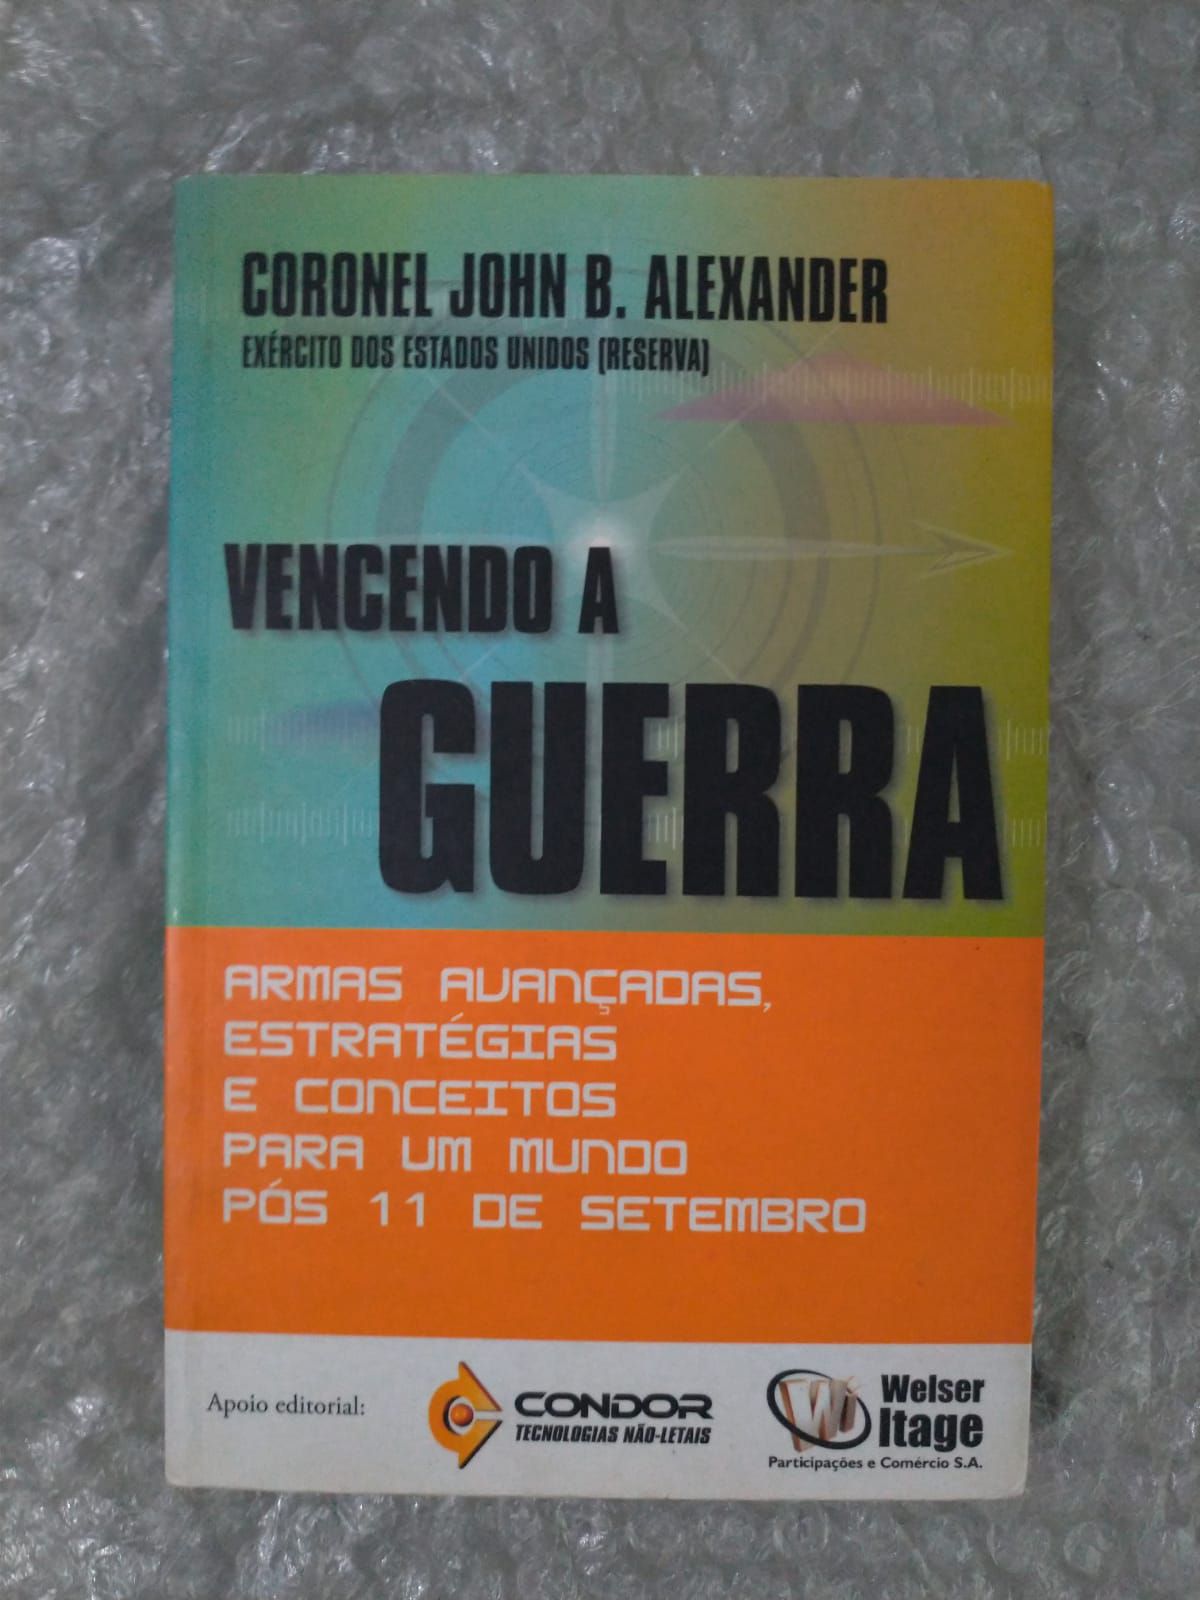 CORONEL JOHN B. ALEXANDER
EXÉRCITO DOS ESTADOS UNIDOS (RESERVA)
VENCENDO A
GUERRA
ARMAS AVANÇADAS,
ESTRATÉGIAS
E CONCEITOS
PARA UM MUNDO
PÓS 11 DE SETEMBRO
Apoio editorial:
CONDOR
TECNOLOGIAS NÃO-LETAIS
Wi
Welser
Itage
Participações e Comércio S.A.